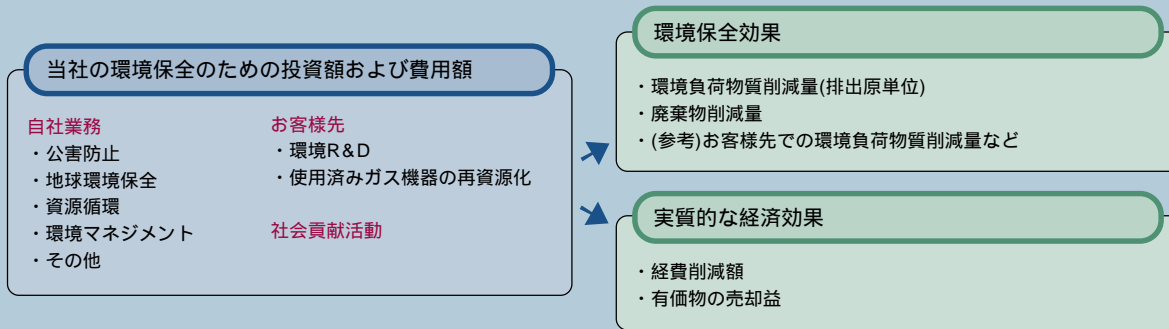 当社の環境保全のための投資額および費用額
自社業務
・公害防止
・地球環境保全
・資源循環
・環境マネジメント
・その他
お客様先
・環境R&D
・使用済みガス機器の再資源化
社会貢献活動
環境保全効果
・環境負荷物質削減量(排出原単位)
・廃棄物削減量
・(参考)お客様先での環境負荷物質削減量など
実質的な経済効果
・経費削減額
・有価物の売却益